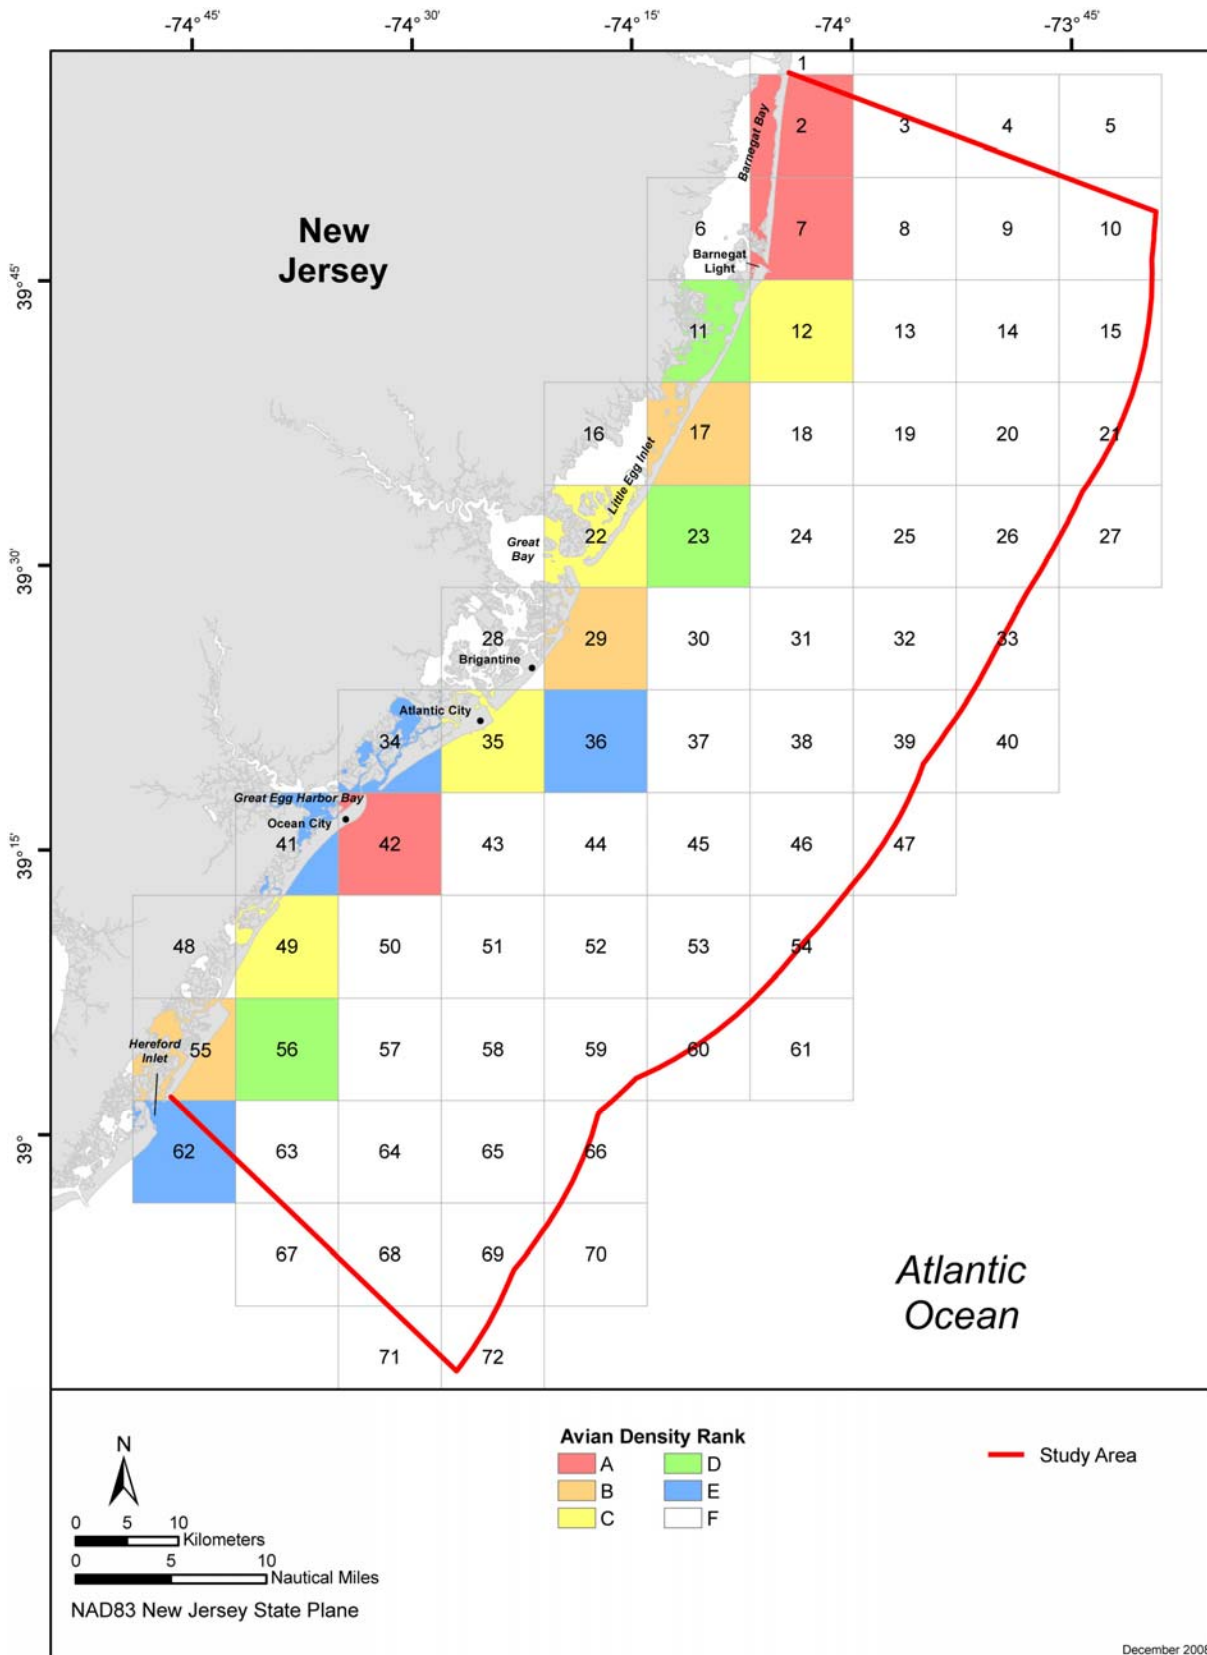 -74°45'
-74°30'
-74°15'
-74°
-73°45'
1
2
3
4
5
Barnegat Bay
New
Jersey
6
7
8
9
10
Barnegat
Light
39°45'
11
12
13
14
15
16
17
18
19
20
21
Little Egg Inlet
22
23
24
25
26
27
Great
Bay
39°30'
28
29
30
31
32
33
Brigantine
Atlantic City
34
35
36
37
38
39
40
Great Egg Harbor Bay
Ocean City
41
42
43
44
45
46
47
39°15'
48
49
50
51
52
53
54
Hereford
Inlet
55
56
57
58
59
60
61
39°
62
63
64
65
66
67
68
69
70
Atlantic
Ocean
71
72
N
0 5 10
Kilometers
0 5 10
Nautical Miles
NAD83 New Jersey State Plane
Avian Density Rank
A D
B E
C F
Study Area
December 2008